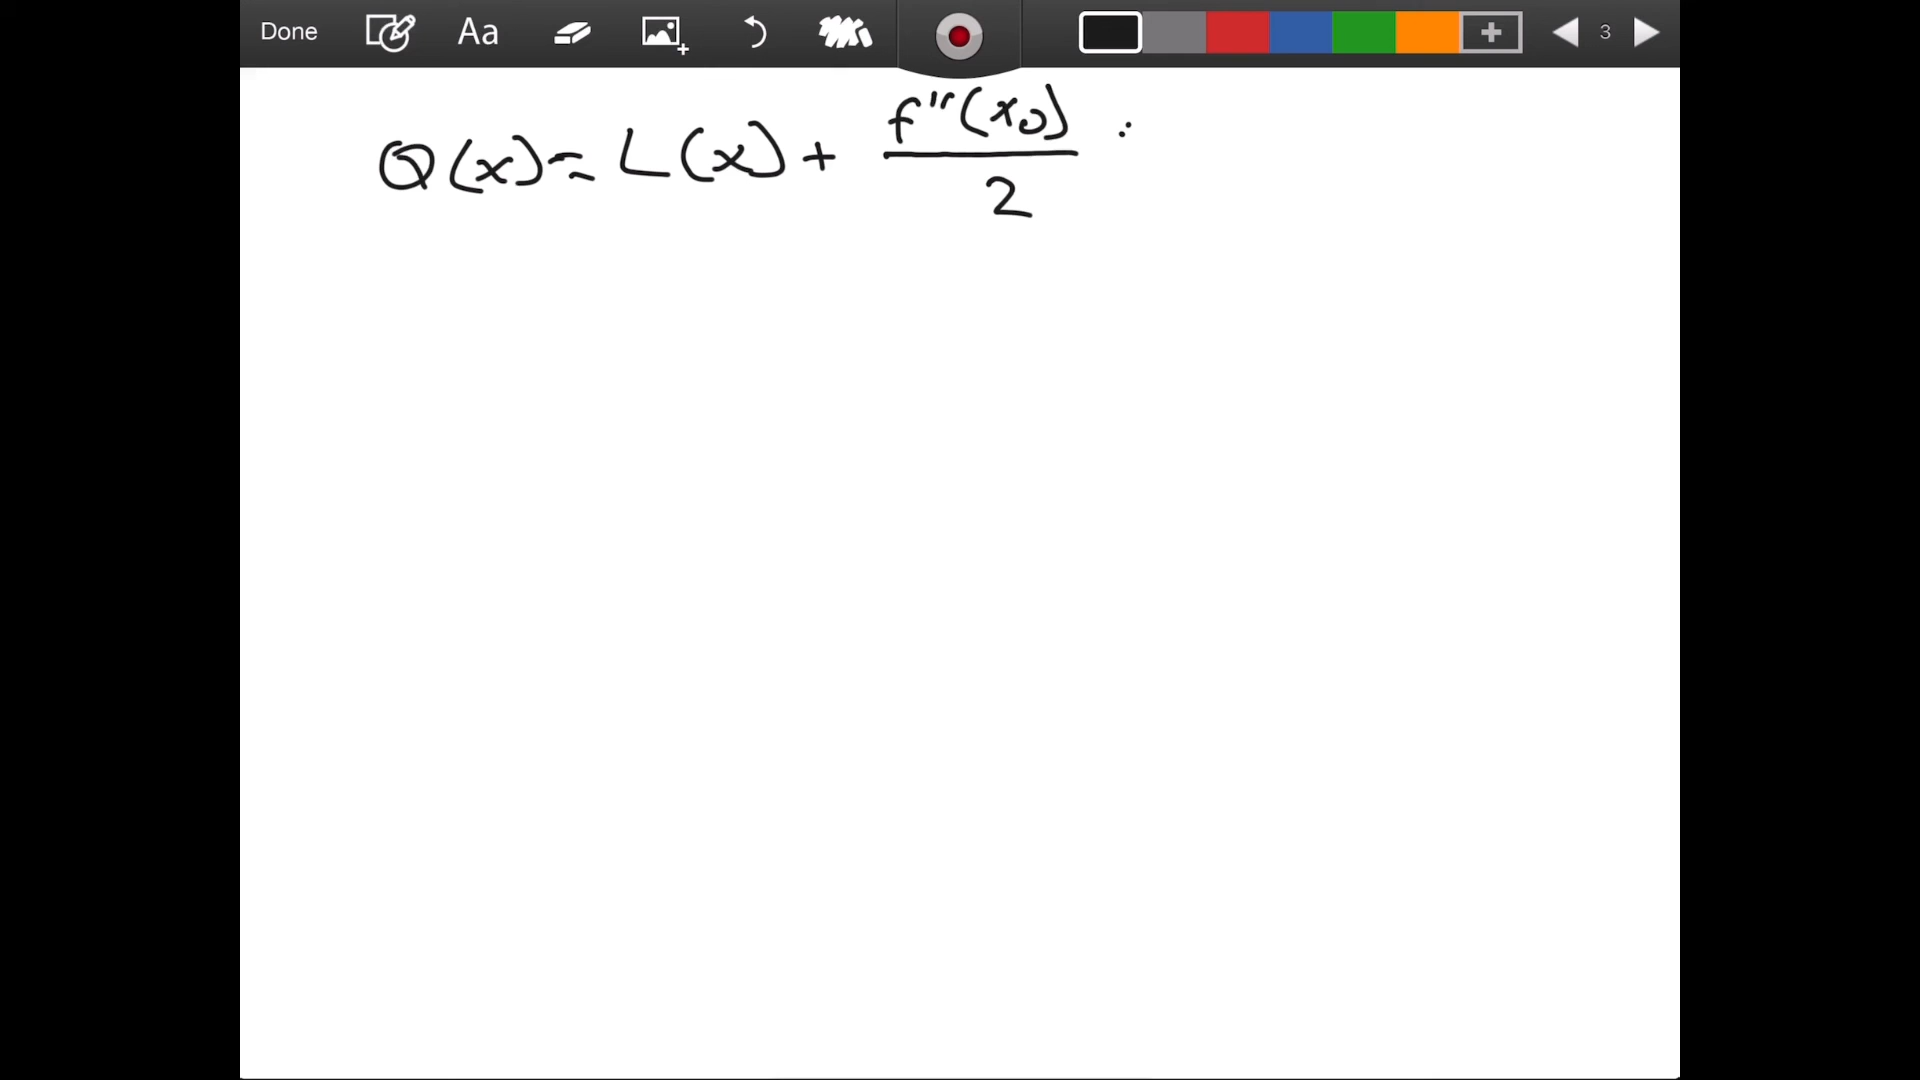 Done Aa 3
Q(x) = L(x) + f''(x₀)
2